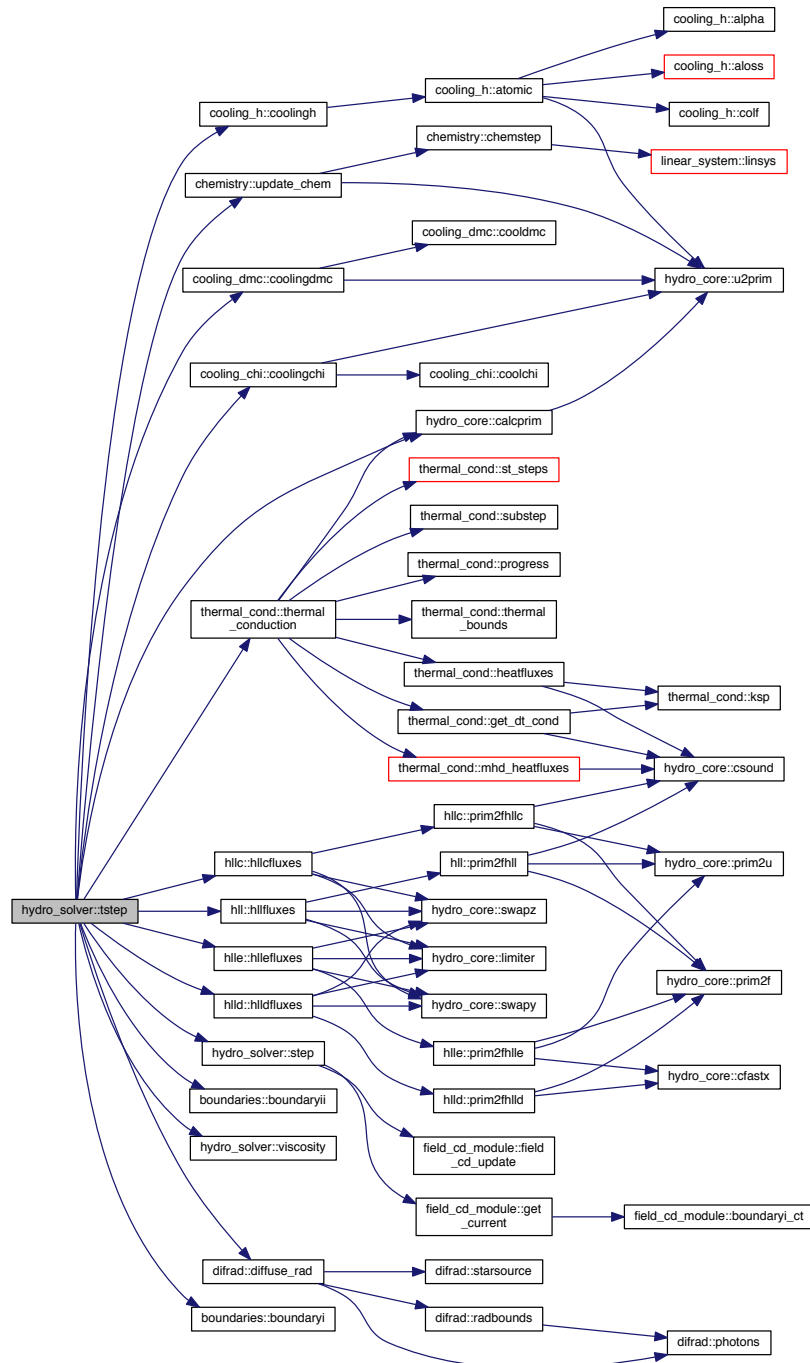 cooling_h::alpha
cooling_h::aloss
cooling_h::atomic
cooling_h::coolingh
cooling_h::colf
chemistry::chemstep
linear_system::linsys
chemistry::update_chem
cooling_dmc::cooldmc
cooling_dmc::coolingdmc
hydro_core::u2prim
cooling_chi::coolingchi
cooling_chi::coolchi
hydro_core::calcprim
thermal_cond::st_steps
thermal_cond::substep
thermal_cond::progress
thermal_cond::thermal
_conduction
thermal_cond::thermal
_bounds
thermal_cond::heatfluxes
thermal_cond::ksp
thermal_cond::get_dt_cond
thermal_cond::mhd_heatfluxes
hydro_core::csound
hllc::prim2fhllc
hllc::hllcfluxes
hll::prim2fhll
hydro_core::prim2u
hydro_solver::tstep
hll::hllfluxes
hydro_core::swapz
hlle::hllefluxes
hydro_core::limiter
hydro_core::prim2f
hlld::hlldfluxes
hydro_core::swapy
hydro_solver::step
hlle::prim2fhlle
hydro_core::cfastx
boundaries::boundaryii
hlld::prim2fhlld
hydro_solver::viscosity
field_cd_module::field
_cd_update
field_cd_module::get
_current
field_cd_module::boundaryi_ct
difrad::diffuse_rad
difrad::starsource
boundaries::boundaryi
difrad::radbounds
difrad::photons